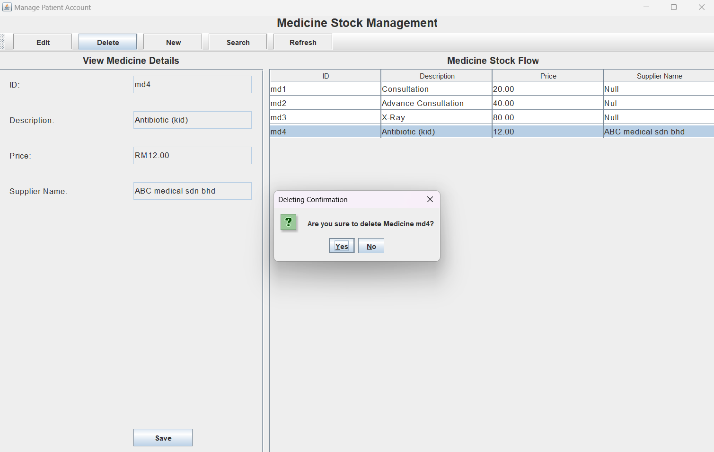 Manage Patient Account
Medicine Stock Management
Edit Delete New Search Refresh
View Medicine Details
ID: md4
Description: Antibiotic (kid)
Price: RM12.00
Supplier Name: ABC medical sdn bhd
Save
Medicine Stock Flow
ID Description Price Supplier Name
md1 Consultation 20.00 Null
md2 Advance Consultation 40.00 Nul
md3 X-Ray 80.00 Null
md4 Antibiotic (kid) 12.00 ABC medical sdn bhd
Deleting Confirmation
? Are you sure to delete Medicine md4?
Yes No